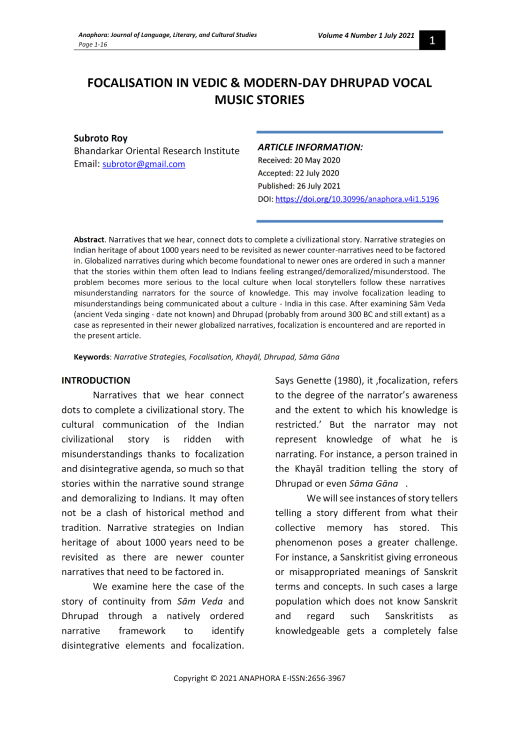 Anaphora: Journal of Language, Literary, and Cultural Studies
Volume 4 Number 1 July 2021
1
Page 1-16
FOCALISATION IN VEDIC & MODERN-DAY DHRUPAD VOCAL
MUSIC STORIES
Subroto Roy
Bhandarkar Oriental Research Institute
Email: subrotor@gmail.com
ARTICLE INFORMATION:
Received: 20 May 2020
Accepted: 22 July 2020
Published: 26 July 2021
DOI: https://doi.org/10.30996/anaphora.v4i1.5196
Abstract. Narratives that we hear, connect dots to complete a civilizational story. Narrative strategies on
Indian heritage of about 1000 years need to be revisited as newer counter-narratives need to be factored
in. Globalized narratives during which become foundational to newer ones are ordered in such a manner
that the stories within them often lead to Indians feeling estranged/demoralized/misunderstood. The
problem becomes more serious to the local culture when local storytellers follow these narratives
misunderstanding narrators for the source of knowledge. This may involve focalization leading to
misunderstandings being communicated about a culture - India in this case. After examining Sām Veda
(ancient Veda singing - date not known) and Dhrupad (probably from around 300 BC and still extant) as a
case as represented in their newer globalized narratives, focalization is encountered and are reported in
the present article.
Keywords: Narrative Strategies, Focalisation, Khayāl, Dhrupad, Sāma Gāna
INTRODUCTION
Narratives that we hear connect
dots to complete a civilizational story. The
cultural communication of the Indian
civilizational story is ridden with
misunderstandings thanks to focalization
and disintegrative agenda, so much so that
stories within the narrative sound strange
and demoralizing to Indians. It may often
not be a clash of historical method and
tradition. Narrative strategies on Indian
heritage of about 1000 years need to be
revisited as there are newer counter
narratives that need to be factored in.
We examine here the case of the
story of continuity from Sām Veda and
Dhrupad through a natively ordered
narrative framework to identify
disintegrative elements and focalization.
Says Genette (1980), it ‚focalization, refers
to the degree of the narrator’s awareness
and the extent to which his knowledge is
restricted.’ But the narrator may not
represent knowledge of what he is
narrating. For instance, a person trained in
the Khayāl tradition telling the story of
Dhrupad or even Sāma Gāna .
We will see instances of story tellers
telling a story different from what their
collective memory has stored. This
phenomenon poses a greater challenge.
For instance, a Sanskritist giving erroneous
or misappropriated meanings of Sanskrit
terms and concepts. In such cases a large
population which does not know Sanskrit
and regard such Sanskritists as
knowledgeable gets a completely false
Copyright © 2021 ANAPHORA E-ISSN:2656-3967